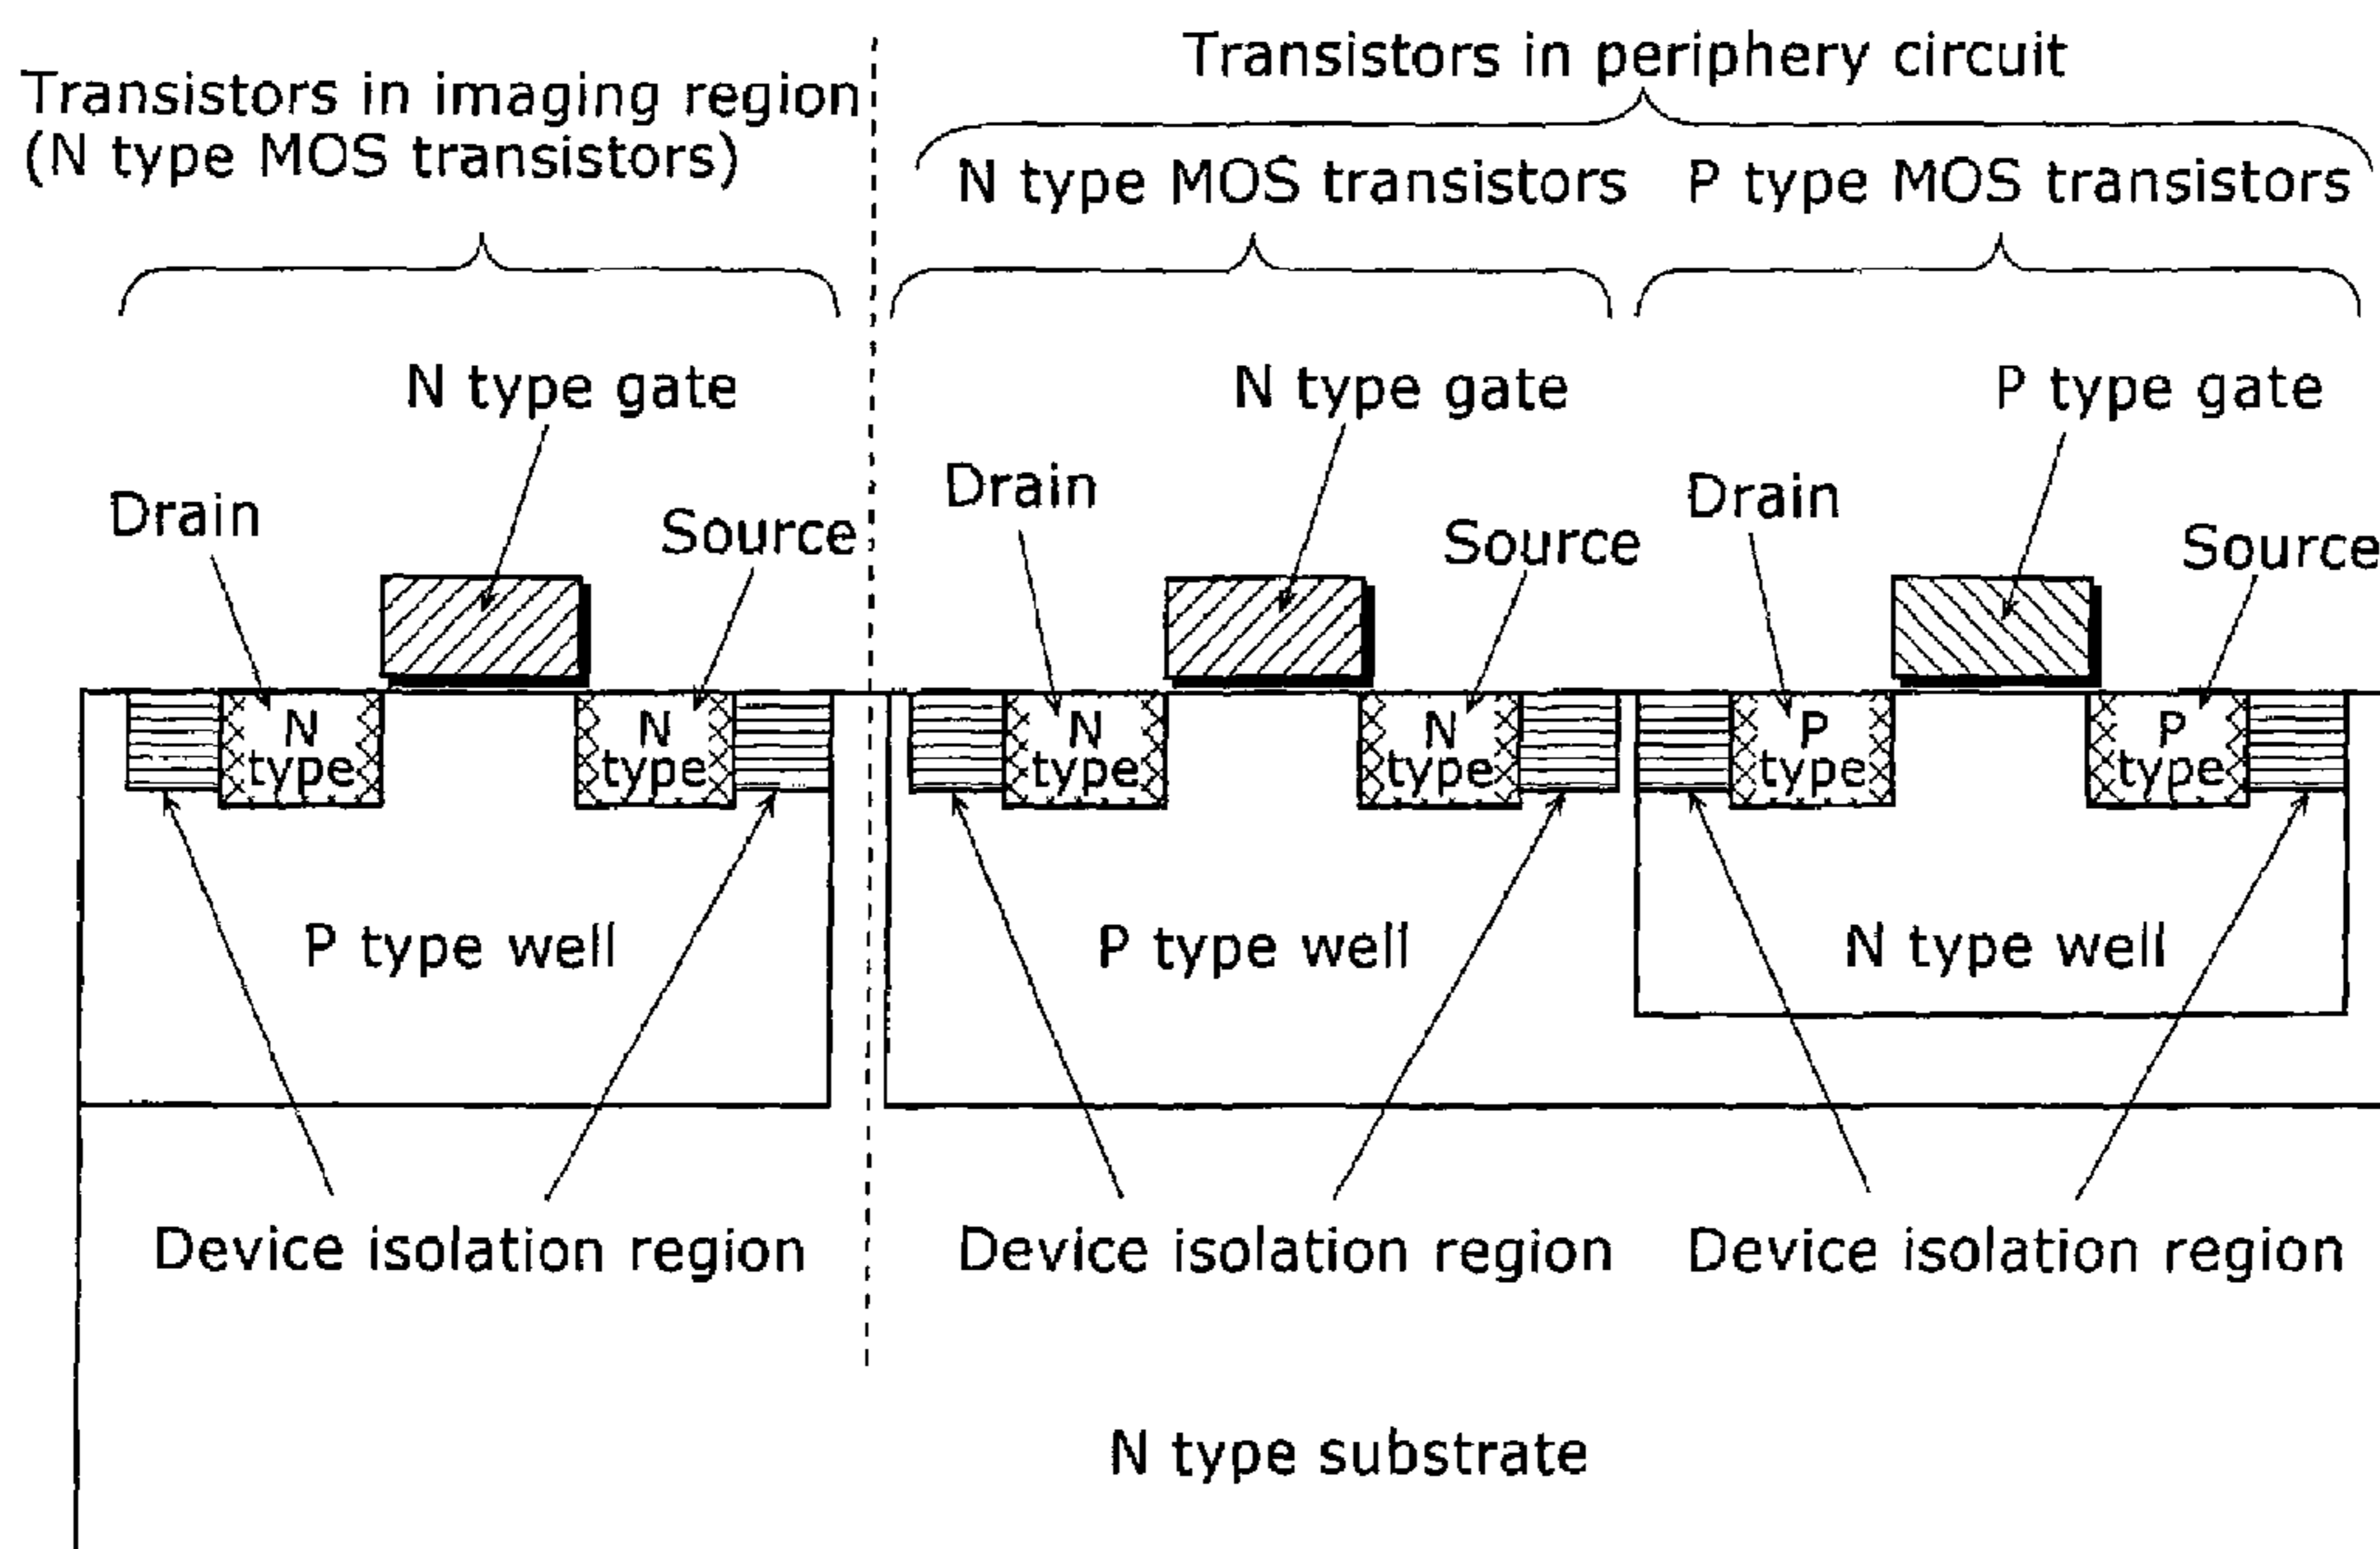 Transistors in periphery circuit
Transistors in imaging region
(N type MOS transistors)
N type MOS transistors
P type MOS transistors
N type gate
N type gate
P type gate
Drain
Source
Drain
Source
Drain
Source
N
type
N
type
N
type
N
type
P
type
P
type
P type well
P type well
N type well
Device isolation region
Device isolation region
Device isolation region
N type substrate